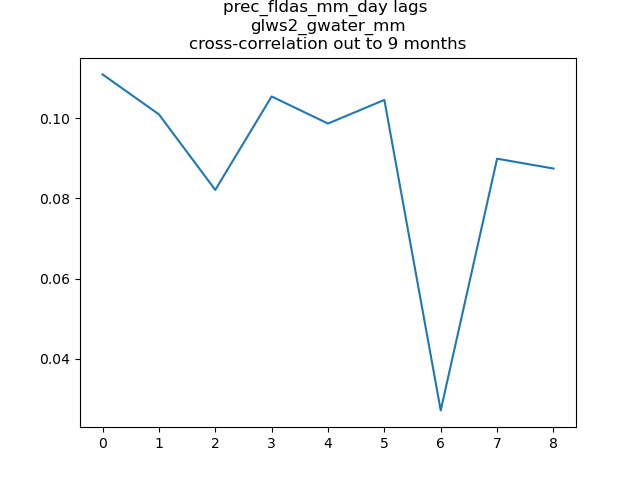 prec_fldas_mm_day lags
glws2_gwater_mm
cross-correlation out to 9 months
0.10
0.08
0.06
0.04
0 1 2 3 4 5 6 7 8